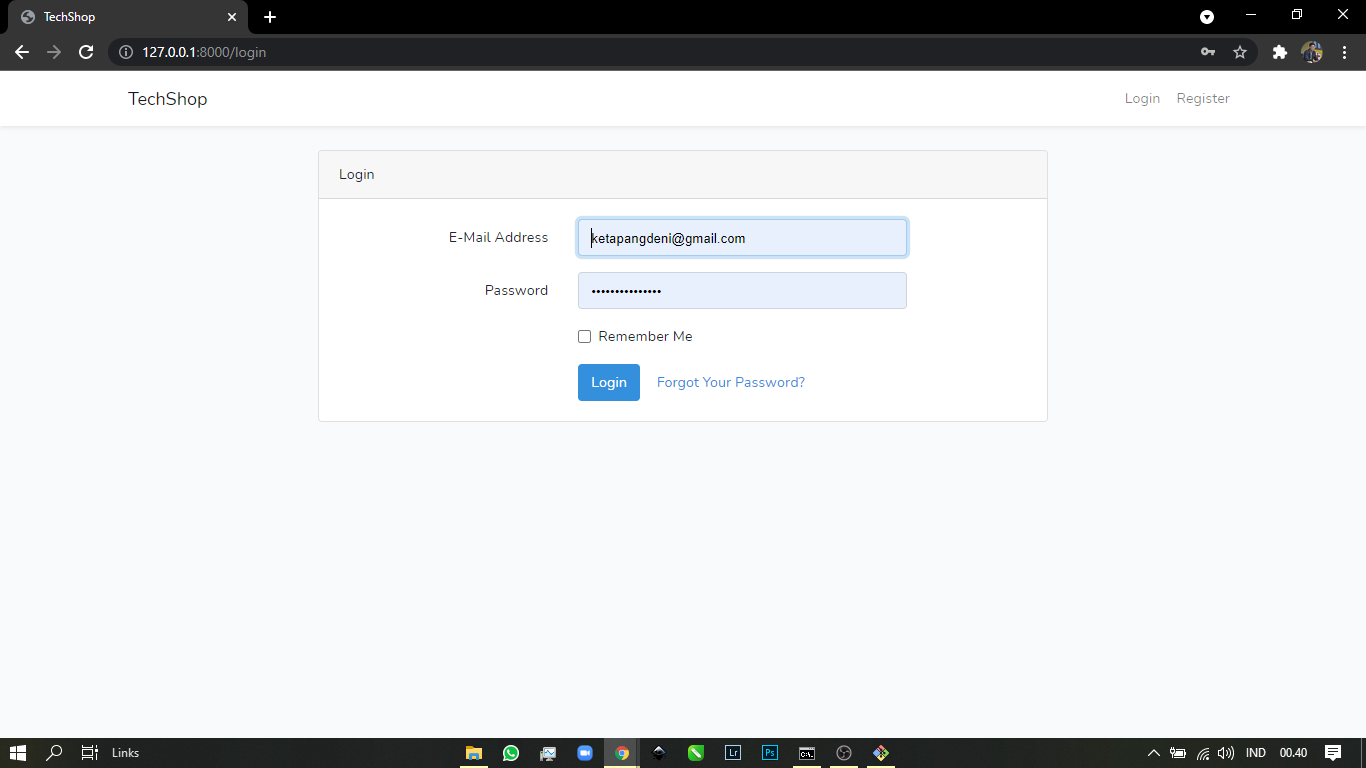 TechShop
127.0.0.1:8000/login
TechShop
Login Register
Login
E-Mail Address ketapangdeni@gmail.com
Password •••••••••••••••
Remember Me
Login Forgot Your Password?
Links Lr Ps C:\. IND 00.40